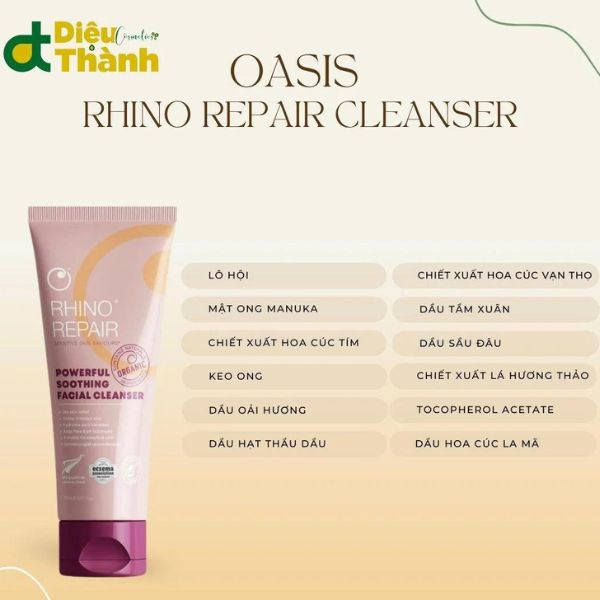 Diệu
Cosmetics
Thành
OASIS
RHINO REPAIR CLEANSER
RHINO®
REPAIR
SENSITIVE SKIN SAVIOURS®
POWERFUL
SOOTHING
FACIAL CLEANSER
ORGANIC
eczema
LÔ HỘI
MẬT ONG MANUKA
CHIẾT XUẤT HOA CÚC TÍM
KEO ONG
DẦU OẢI HƯƠNG
DẦU HẠT THẦU DẦU
CHIẾT XUẤT HOA CÚC VẠN THỌ
DẦU TẦM XUÂN
DẦU SẦU ĐÂU
CHIẾT XUẤT LÁ HƯƠNG THẢO
TOCOPHEROL ACETATE
DẦU HOA CÚC LA MÃ